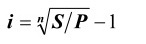 i = ⁿ√S/P − 1